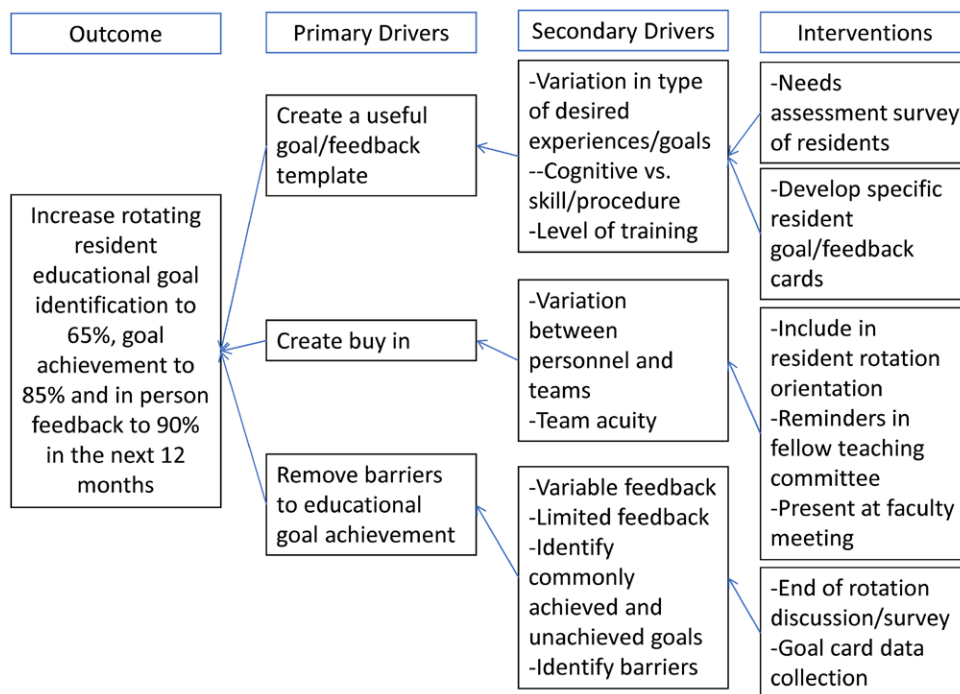 Outcome
Primary Drivers
Secondary Drivers
Interventions
Increase rotating
resident
educational goal
identification to
65%, goal
achievement to
85% and in person
feedback to 90%
in the next 12
months
Create a useful
goal/feedback
template
Create buy in
Remove barriers
to educational
goal achievement
-Variation in type
of desired
experiences/goals
--Cognitive vs.
skill/procedure
-Level of training
-Variation
between
personnel and
teams
-Team acuity
-Variable feedback
-Limited feedback
-Identify
commonly
achieved and
unachieved goals
-Identify barriers
-Needs
assessment survey
of residents
-Develop specific
resident
goal/feedback
cards
-Include in
resident rotation
orientation
-Reminders in
fellow teaching
committee
-Present at faculty
meeting
-End of rotation
discussion/survey
-Goal card data
collection